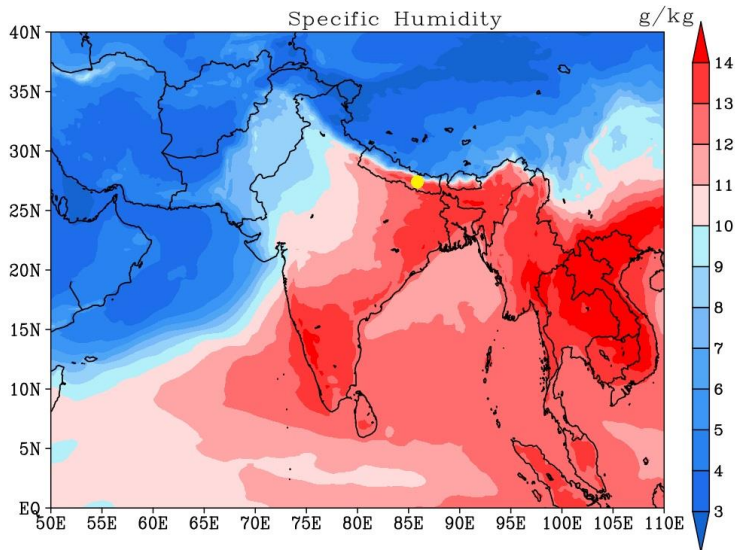 Specific Humidity
g/kg
40N
35N
30N
25N
20N
15N
10N
5N
EQ
50E 55E 60E 65E 70E 75E 80E 85E 90E 95E 100E 105E 110E
14
13
12
11
10
9
8
7
6
5
4
3